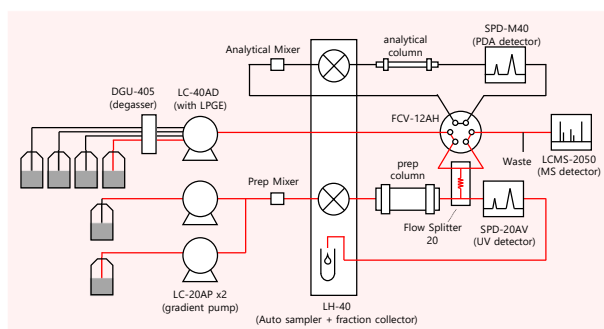 SPD-M40
(PDA detector)
analytical
column
Analytical Mixer
DGU-405
(degasser)
LC-40AD
(with LPGE)
FCV-12AH
Waste
LCMS-2050
(MS detector)
Prep Mixer
prep
column
Flow Splitter
20
SPD-20AV
(UV detector)
LC-20AP x2
(gradient pump)
LH-40
(Auto sampler + fraction collector)